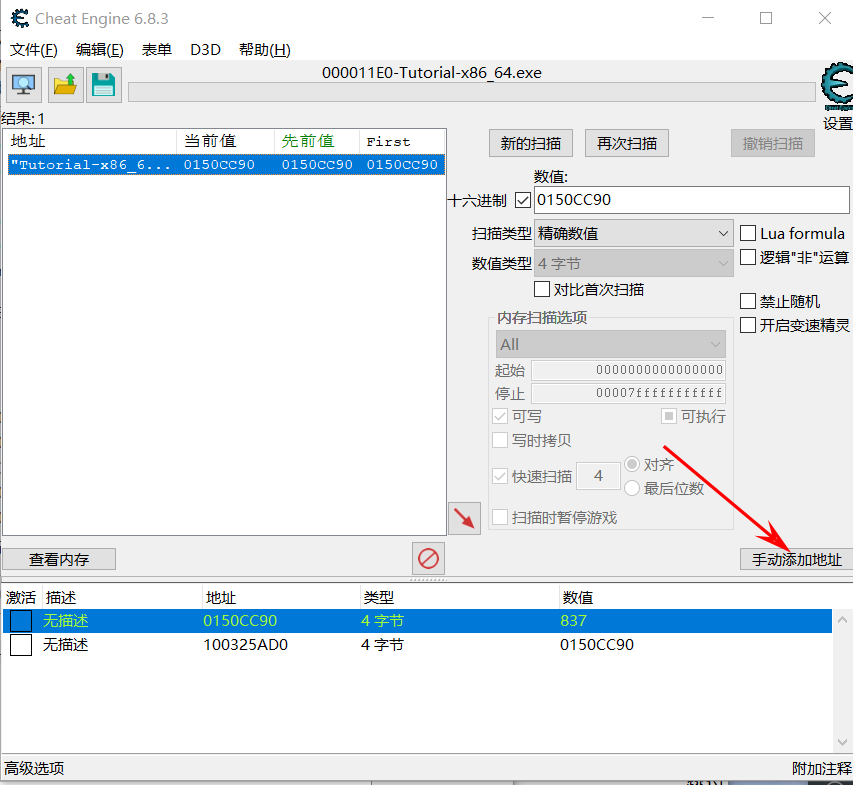 Cheat Engine 6.8.3
文件(F) 编辑(E) 表单 D3D 帮助(H)
000011E0-Tutorial-x86_64.exe
设置
结果: 1
地址 当前值 先前值 First
"Tutorial-x86_6... 0150CC90 0150CC90 0150CC90
新的扫描 再次扫描 撤销扫描
数值:
十六进制 0150CC90
扫描类型 精确数值 Lua formula
数值类型 4 字节 逻辑"非"运算
对比首次扫描
禁止随机
内存扫描选项
开启变速精灵
All
起始 0000000000000000
停止 00007fffffffffff
可写 可执行
写时拷贝
快速扫描 4 对齐
最后位数
扫描时暂停游戏
查看内存 手动添加地址
激活 描述 地址 类型 数值
无描述 0150CC90 4 字节 837
无描述 100325AD0 4 字节 0150CC90
高级选项 附加注释